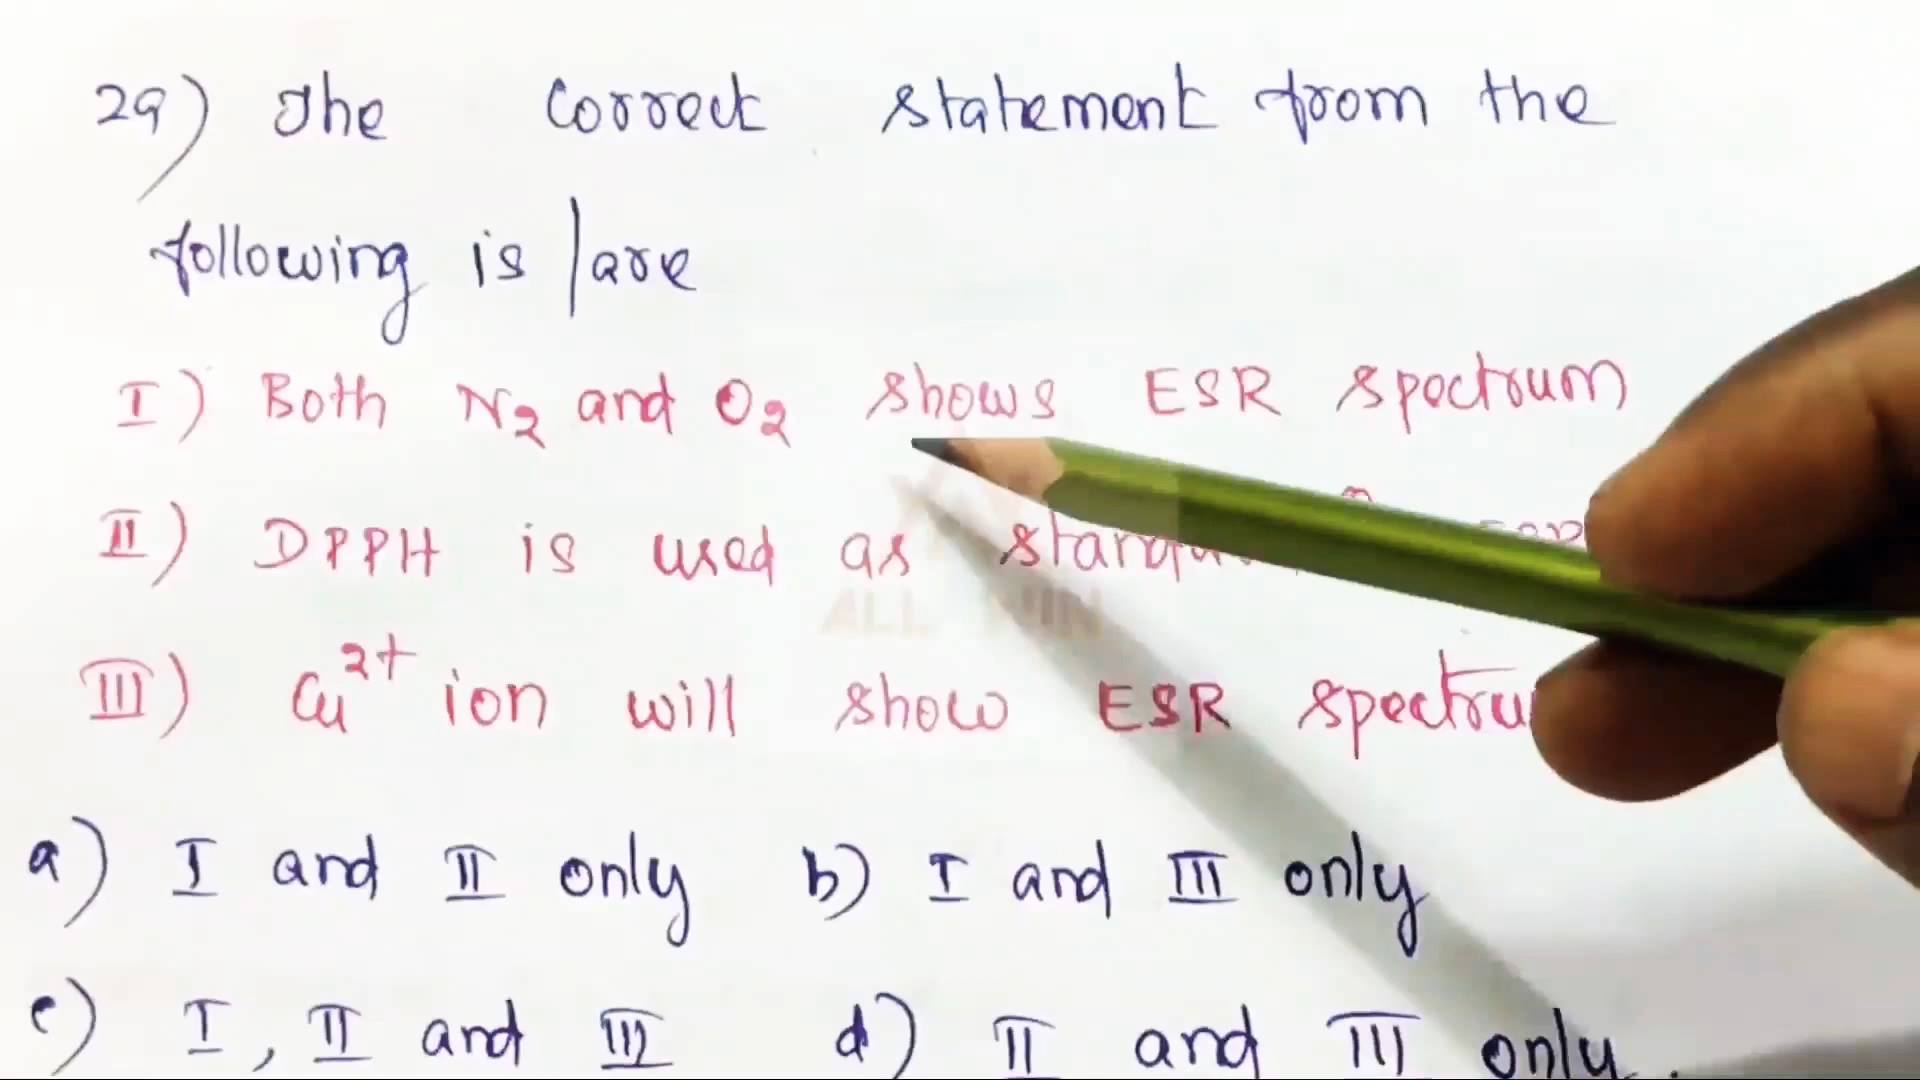 29) The correct statement from the
following is/are
I) Both N2 and O2 shows ESR spectrum
II) DPPH is used as
III) Cu2+ ion will show ESR
a) I and II only b) I and III only
c) I, II and III d) II and III only.
ALL